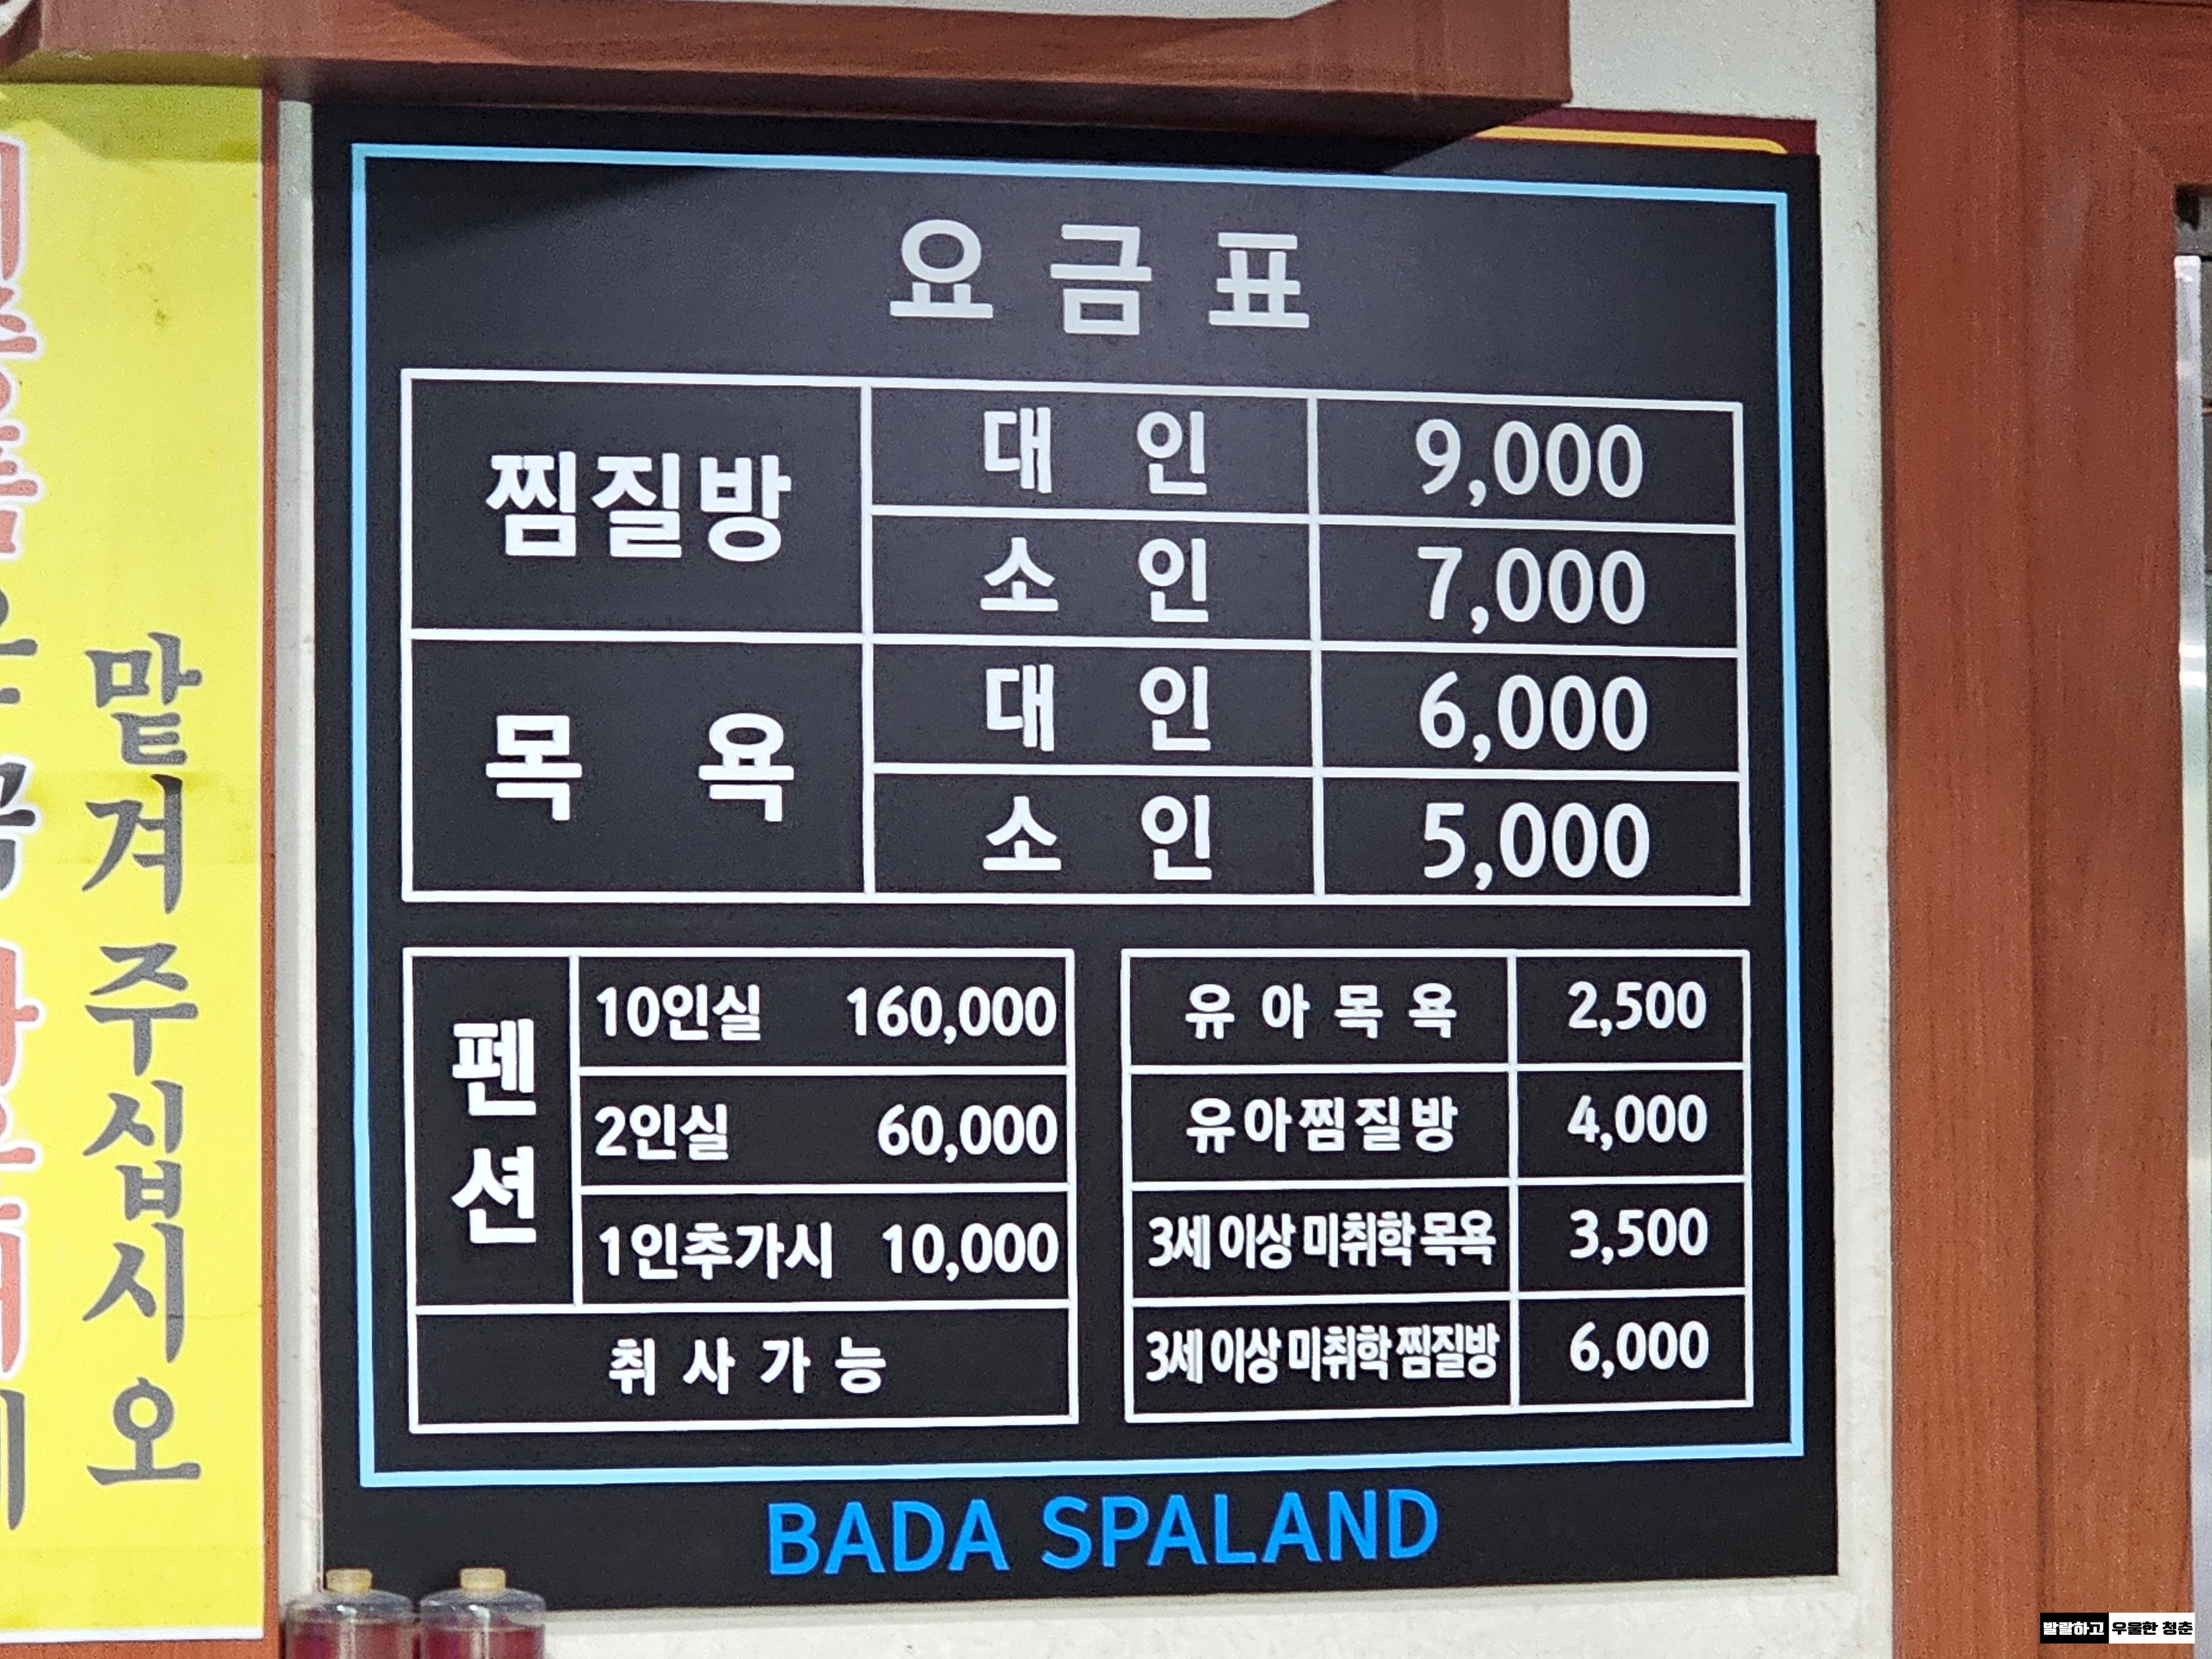 요금표
찜질방 대인 9,000
소인 7,000
목욕 대인 6,000
소인 5,000
펜션 10인실 160,000
2인실 60,000
1인추가시 10,000
취사가능
유아목욕 2,500
유아찜질방 4,000
3세 이상 미취학 목욕 3,500
3세 이상 미취학 찜질방 6,000
BADA SPALAND
맡겨 주십시오
발랄하고 우울한 청춘